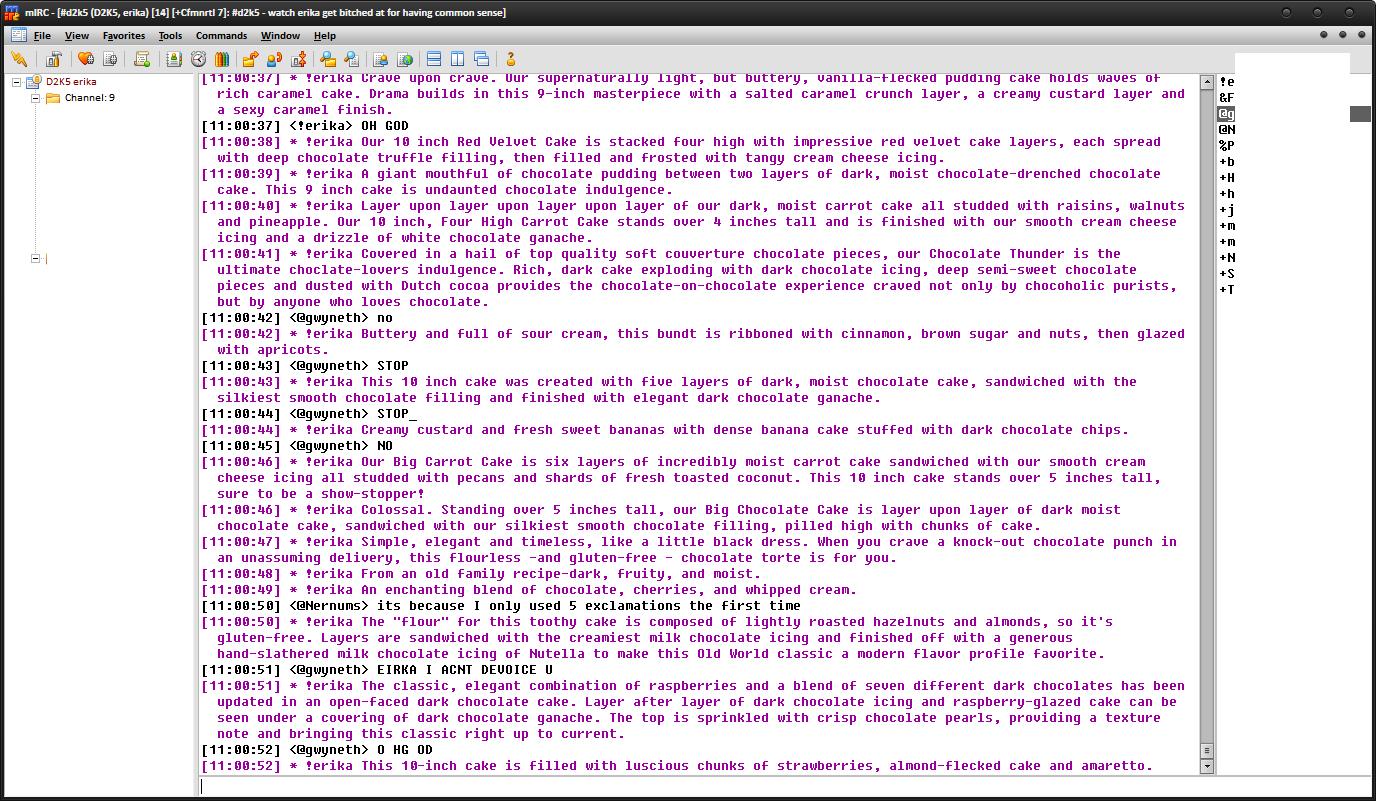 mIRC - [#d2k5 (D2K5, erika) [14] [+Cfmnrtl 7]: #d2k5 - watch erika get bitched at for having common sense]
File View Favorites Tools Commands Window Help
D2K5 erika
Channel: 9
[11:00:37] * !erika Crave upon crave. Our supernaturally light, but buttery, vanilla-flecked pudding cake holds waves of
rich caramel cake. Drama builds in this 9-inch masterpiece with a salted caramel crunch layer, a creamy custard layer and
a sexy caramel finish.
[11:00:37] <!erika> OH GOD
[11:00:38] * !erika Our 10 inch Red Velvet Cake is stacked four high with impressive red velvet cake layers, each spread
with deep chocolate truffle filling, then filled and frosted with tangy cream cheese icing.
[11:00:39] * !erika A giant mouthful of chocolate pudding between two layers of dark, moist chocolate-drenched chocolate
cake. This 9 inch cake is undaunted chocolate indulgence.
[11:00:40] * !erika Layer upon layer upon layer upon layer of our dark, moist carrot cake all studded with raisins, walnuts
and pineapple. Our 10 inch, Four High Carrot Cake stands over 4 inches tall and is finished with our smooth cream cheese
icing and a drizzle of white chocolate ganache.
[11:00:41] * !erika Covered in a hail of top quality soft couverture chocolate pieces, our Chocolate Thunder is the
ultimate choclate-lovers indulgence. Rich, dark cake exploding with dark chocolate icing, deep semi-sweet chocolate
pieces and dusted with Dutch cocoa provides the chocolate-on-chocolate experience craved not only by chocoholic purists,
but by anyone who loves chocolate.
[11:00:42] <@gwyneth> no
[11:00:42] * !erika Buttery and full of sour cream, this bundt is ribboned with cinnamon, brown sugar and nuts, then glazed
with apricots.
[11:00:43] <@gwyneth> STOP
[11:00:43] * !erika This 10 inch cake was created with five layers of dark, moist chocolate cake, sandwiched with the
silkiest smooth chocolate filling and finished with elegant dark chocolate ganache.
[11:00:44] <@gwyneth> STOP_
[11:00:44] * !erika Creamy custard and fresh sweet bananas with dense banana cake stuffed with dark chocolate chips.
[11:00:45] <@gwyneth> NO
[11:00:46] * !erika Our Big Carrot Cake is six layers of incredibly moist carrot cake sandwiched with our smooth cream
cheese icing all studded with pecans and shards of fresh toasted coconut. This 10 inch cake stands over 5 inches tall,
sure to be a show-stopper!
[11:00:46] * !erika Colossal. Standing over 5 inches tall, our Big Chocolate Cake is layer upon layer of dark moist
chocolate cake, sandwiched with our silkiest smooth chocolate filling, pilled high with chunks of cake.
[11:00:47] * !erika Simple, elegant and timeless, like a little black dress. When you crave a knock-out chocolate punch in
an unassuming delivery, this flourless -and gluten-free - chocolate torte is for you.
[11:00:48] * !erika From an old family recipe-dark, fruity, and moist.
[11:00:49] * !erika An enchanting blend of chocolate, cherries, and whipped cream.
[11:00:50] <@Nernums> its because I only used 5 exclamations the first time
[11:00:50] * !erika The "flour" for this toothy cake is composed of lightly roasted hazelnuts and almonds, so it's
gluten-free. Layers are sandwiched with the creamiest milk chocolate icing and finished off with a generous
hand-slathered milk chocolate icing of Nutella to make this Old World classic a modern flavor profile favorite.
[11:00:51] <@gwyneth> EIRKA I ACNT DEVOICE U
[11:00:51] * !erika The classic, elegant combination of raspberries and a blend of seven different dark chocolates has been
updated in an open-faced dark chocolate cake. Layer after layer of dark chocolate icing and raspberry-glazed cake can be
seen under a covering of dark chocolate ganache. The top is sprinkled with crisp chocolate pearls, providing a texture
note and bringing this classic right up to current.
[11:00:52] <@gwyneth> O HG OD
[11:00:52] * !erika This 10-inch cake is filled with luscious chunks of strawberries, almond-flecked cake and amaretto.
!e
&F
@g
@N
%P
+b
+H
+h
+j
+m
+m
+N
+S
+T